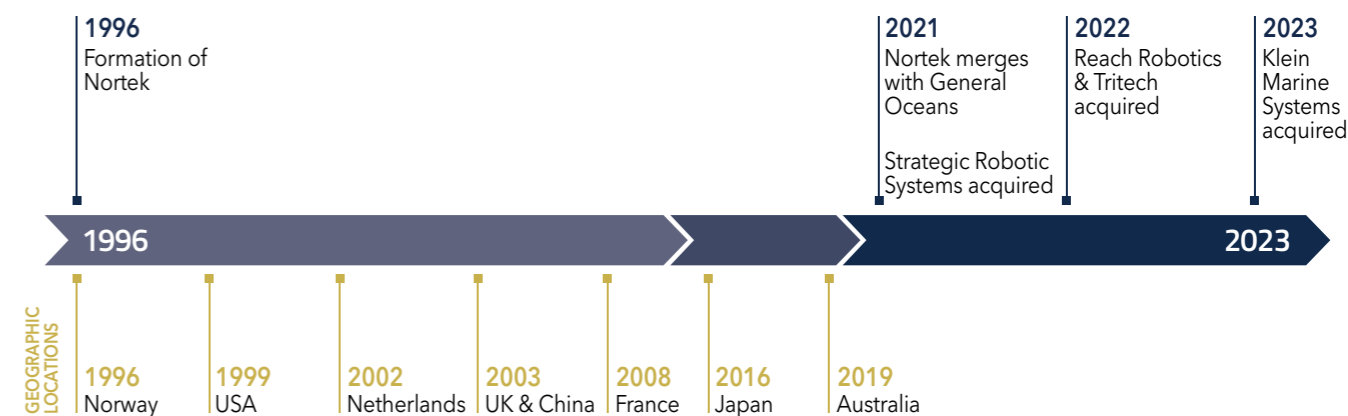 1996
Formation of
Nortek
2021
Nortek merges
with General
Oceans
Strategic Robotic
Systems acquired
2022
Reach Robotics
& Tritech
acquired
2023
Klein
Marine
Systems
acquired
1996
2023
GEOGRAPHIC
LOCATIONS
1996
Norway
1999
USA
2002
Netherlands
2003
UK & China
2008
France
2016
Japan
2019
Australia